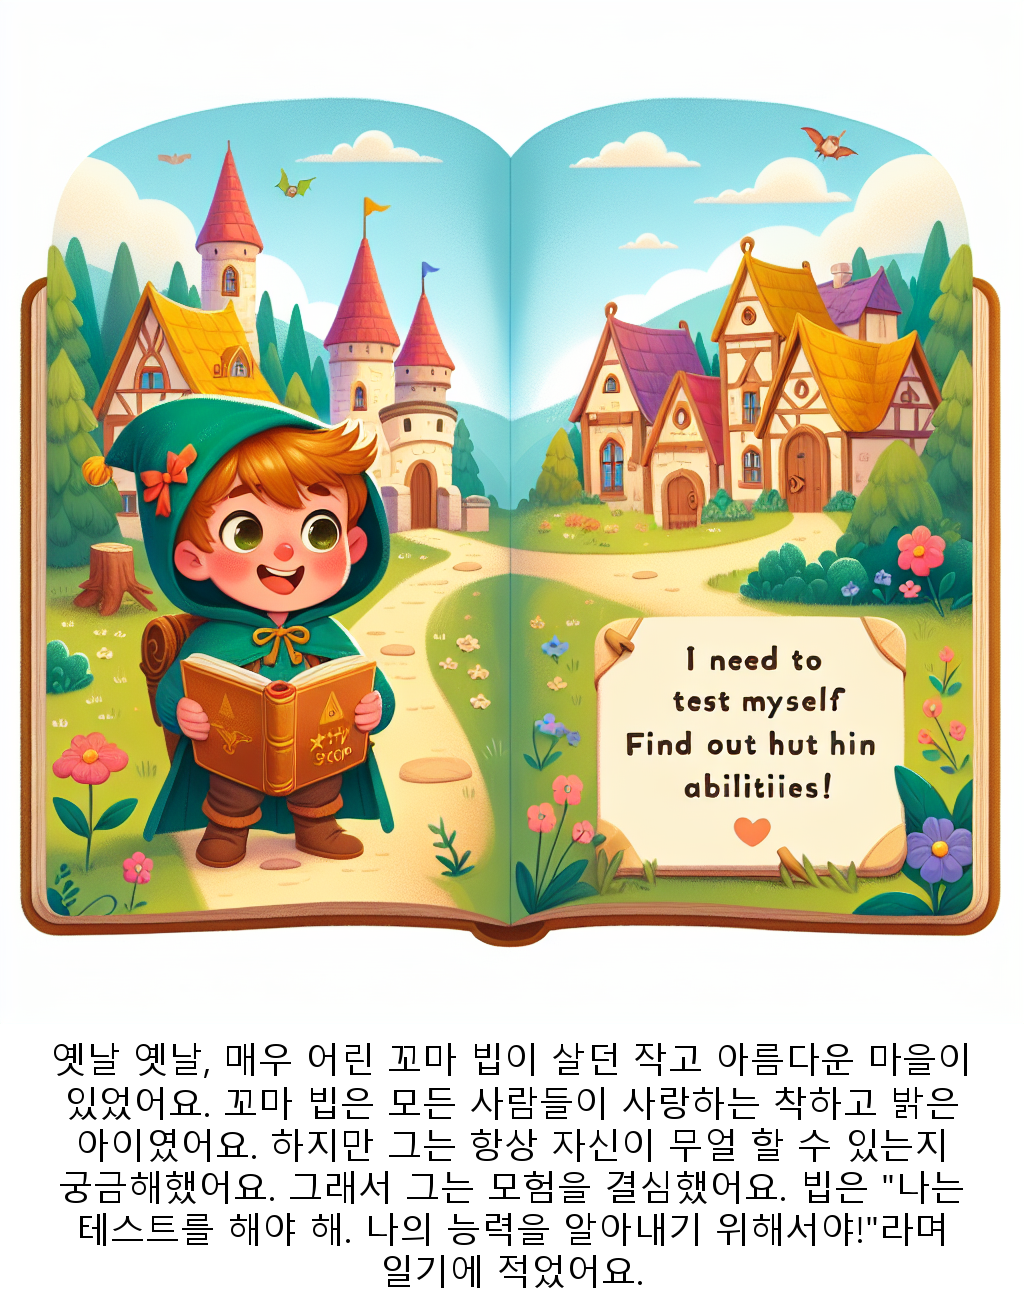 I need to
test myself
Find out hut hin
abilitiies!
옛날 옛날, 매우 어린 꼬마 빕이 살던 작고 아름다운 마을이
있었어요. 꼬마 빕은 모든 사람들이 사랑하는 착하고 밝은
아이였어요. 하지만 그는 항상 자신이 무얼 할 수 있는지
궁금해했어요. 그래서 그는 모험을 결심했어요. 빕은 "나는
테스트를 해야 해. 나의 능력을 알아내기 위해서야!"라며
일기에 적었어요.